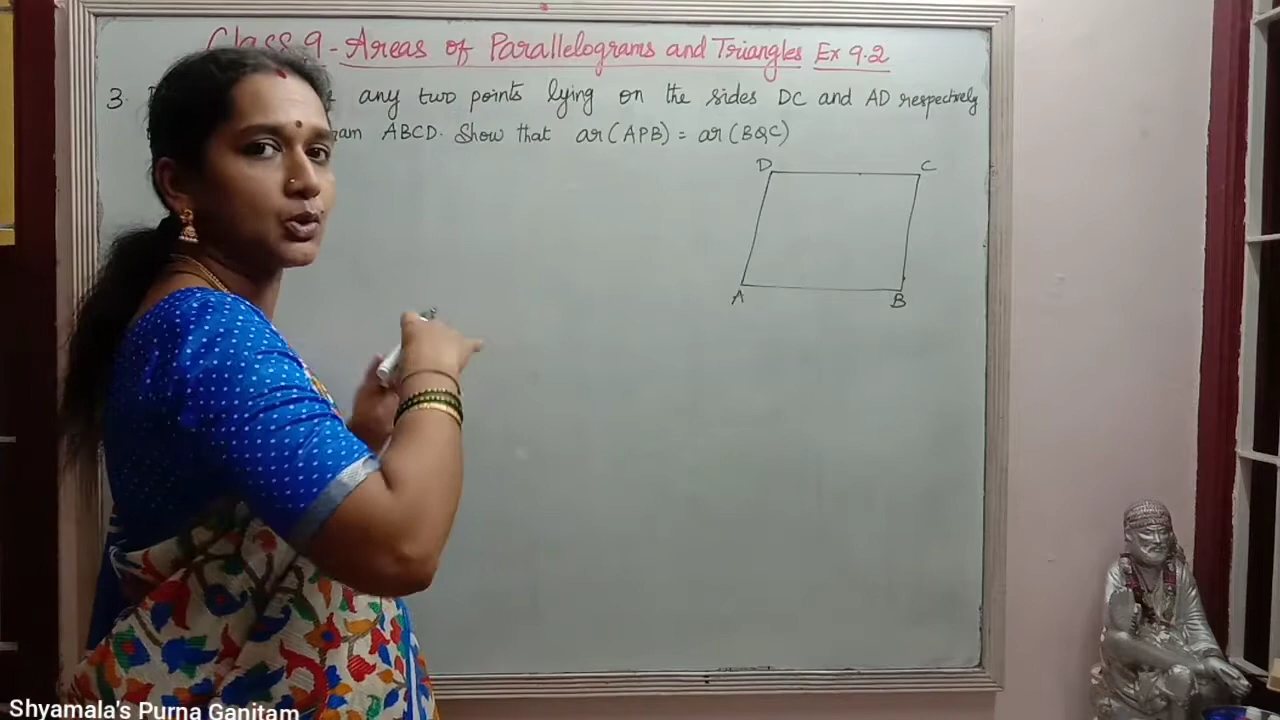 Class 9 - Areas of Parallelograms and Triangles Ex 9.2
3. any two points lying on the sides DC and AD respectively
ABCD. Show that ar(APB) = ar(BQC)
D C
A B
Shyamala's Purna Ganitam